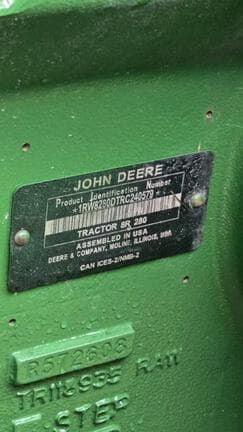 JOHN DEERE
Product Identification Number
*1RW8280DTRC240579*
TRACTOR 8R 280
ASSEMBLED IN USA
DEERE & COMPANY, MOLINE, ILLINOIS, USA
CAN ICES-2/NMB-2
R572608
RAW
STEP